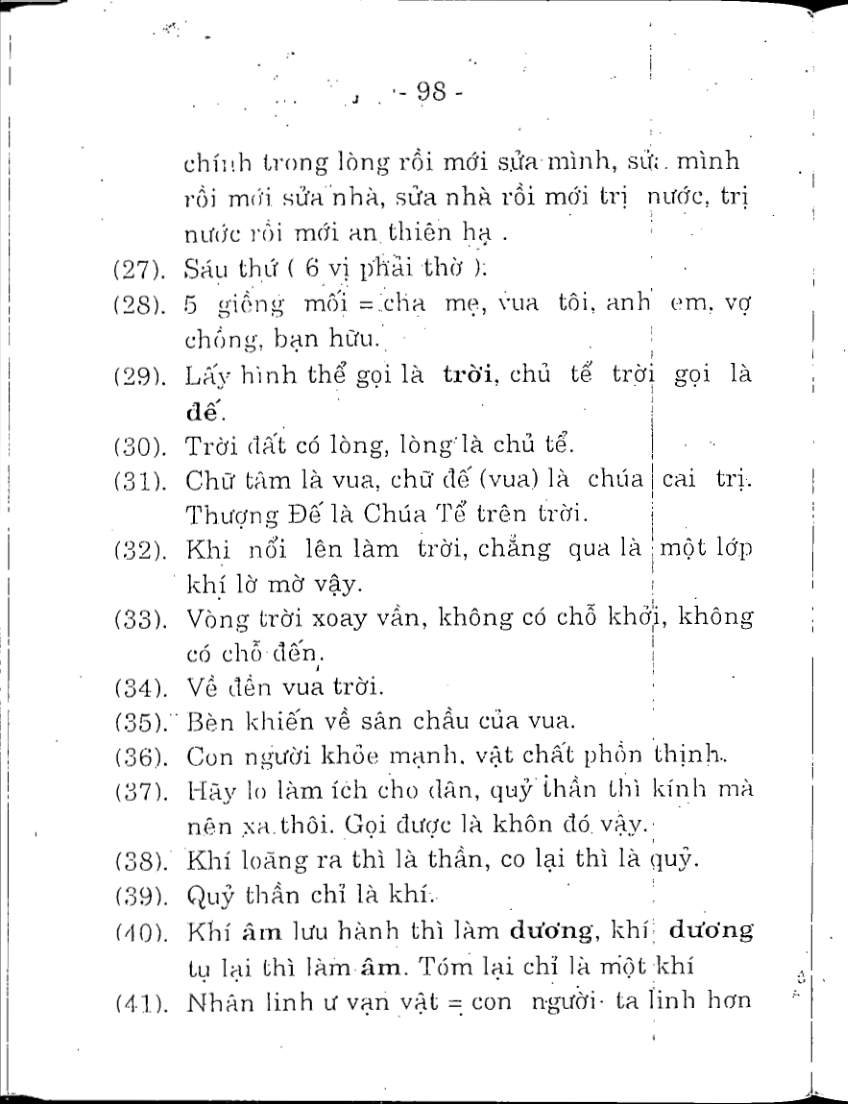 - 98 -
chính trong lòng rồi mới sửa mình, sửa mình
rồi mới sửa nhà, sửa nhà rồi mới trị nước, trị
nước rồi mới an thiên hạ .
(27). Sáu thứ ( 6 vị phải thờ ).
(28). 5 giềng mối = cha mẹ, vua tôi, anh em, vợ
chồng, bạn hữu.
(29). Lấy hình thể gọi là trời, chủ tể trời gọi là
đế.
(30). Trời đất có lòng, lòng là chủ tể.
(31). Chữ tâm là vua, chữ đế (vua) là chúa cai trị.
Thượng Đế là Chúa Tể trên trời.
(32). Khi nổi lên làm trời, chẳng qua là một lớp
khí lờ mờ vậy.
(33). Vòng trời xoay vần, không có chỗ khởi, không
có chỗ đến.
(34). Về đền vua trời.
(35). Bèn khiến về sân chầu của vua.
(36). Con người khỏe mạnh, vật chất phồn thịnh.
(37). Hãy lo làm ích cho dân, quỷ thần thì kính mà
nên xa thôi. Gọi được là khôn đó vậy.
(38). Khí loãng ra thì là thần, co lại thì là quỷ.
(39). Quỷ thần chỉ là khí.
(40). Khí âm lưu hành thì làm dương, khí dương
tụ lại thì làm âm. Tóm lại chỉ là một khí
(41). Nhân linh ư vạn vật = con người ta linh hơn